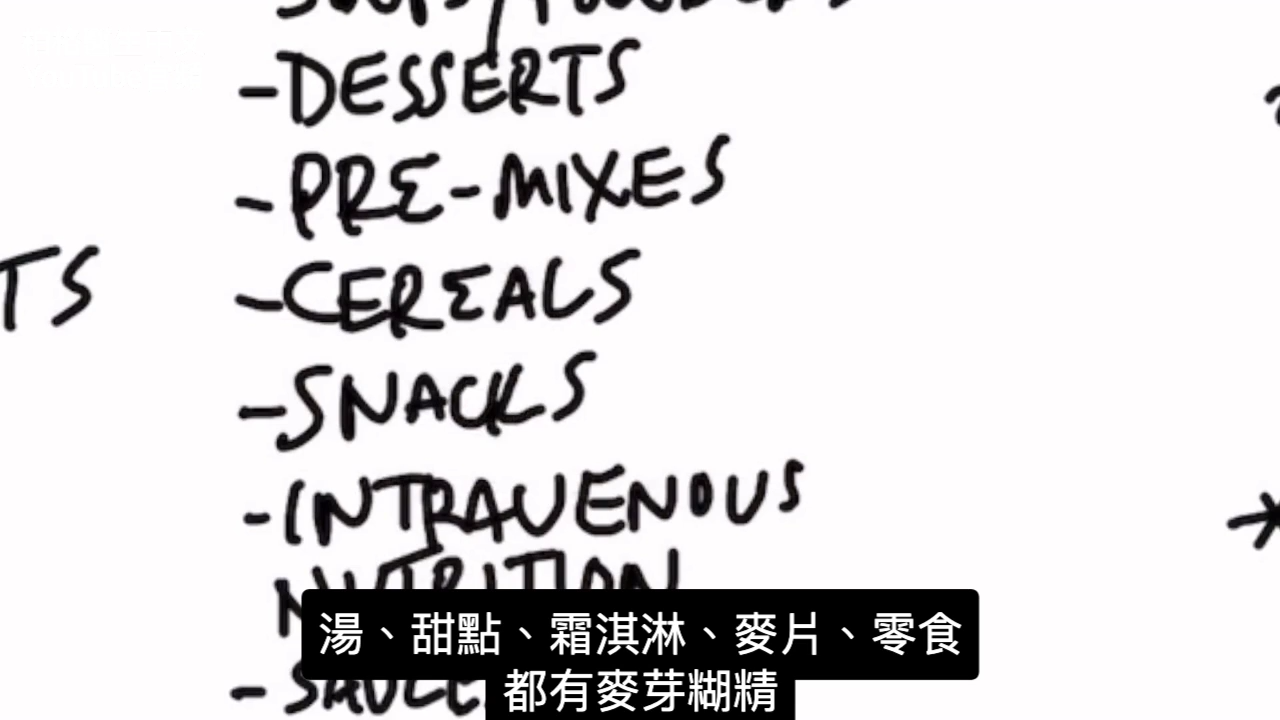 - DESSERTS
- PRE-MIXES
TS
- CEREALS
- SNACKS
- INTRAVENOUS
NUTRITION
湯、甜點、霜淇淋、麥片、零食
都有麥芽糊精